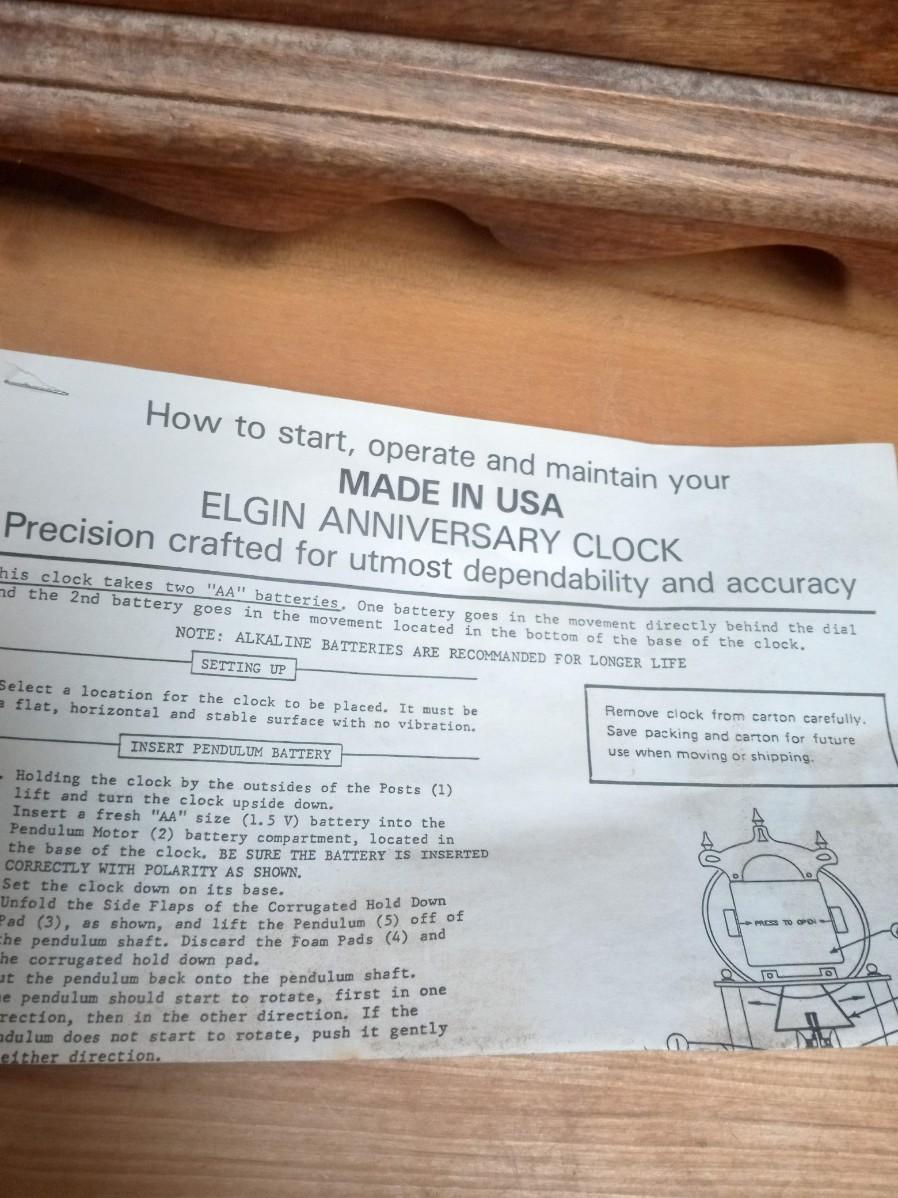 How to start, operate and maintain your
MADE IN USA
ELGIN ANNIVERSARY CLOCK
Precision crafted for utmost dependability and accuracy
his clock takes two "AA" batteries. One battery goes in the movement directly behind the dial
nd the 2nd battery goes in the movement located in the bottom of the base of the clock.
NOTE: ALKALINE BATTERIES ARE RECOMMANDED FOR LONGER LIFE
SETTING UP
Select a location for the clock to be placed. It must be
a flat, horizontal and stable surface with no vibration.
Remove clock from carton carefully.
Save packing and carton for future
use when moving or shipping.
INSERT PENDULUM BATTERY
. Holding the clock by the outsides of the Posts (1)
lift and turn the clock upside down.
Insert a fresh "AA" size (1.5 V) battery into the
Pendulum Motor (2) battery compartment, located in
the base of the clock. BE SURE THE BATTERY IS INSERTED
CORRECTLY WITH POLARITY AS SHOWN.
Set the clock down on its base.
Unfold the Side Flaps of the Corrugated Hold Down
Pad (3), as shown, and lift the Pendulum (5) off of
he pendulum shaft. Discard the Foam Pads (4) and
he corrugated hold down pad.
ut the pendulum back onto the pendulum shaft.
e pendulum should start to rotate, first in one
rection, then in the other direction. If the
ndulum does not start to rotate, push it gently
either direction.
PRESS TO OPEN
1